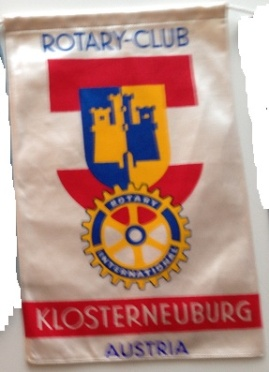 ROTARY-CLUB
ROTARY
INTERNATIONAL
KLOSTERNEUBURG
AUSTRIA